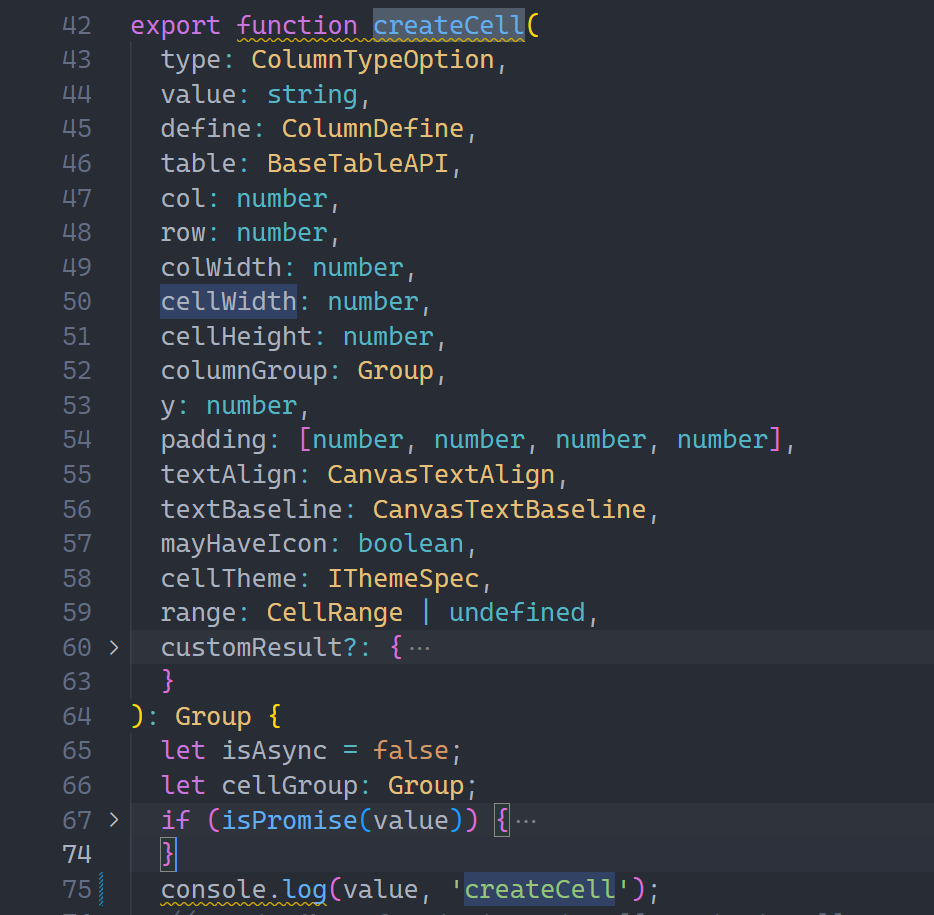 42 export function createCell(
43 type: ColumnTypeOption,
44 value: string,
45 define: ColumnDefine,
46 table: BaseTableAPI,
47 col: number,
48 row: number,
49 colWidth: number,
50 cellWidth: number,
51 cellHeight: number,
52 columnGroup: Group,
53 y: number,
54 padding: [number, number, number, number],
55 textAlign: CanvasTextAlign,
56 textBaseline: CanvasTextBaseline,
57 mayHaveIcon: boolean,
58 cellTheme: IThemeSpec,
59 range: CellRange | undefined,
60 > customResult?: { ···
63 }
64 ): Group {
65 let isAsync = false;
66 let cellGroup: Group;
67 > if (isPromise(value)) { ···
74 }
75 console.log(value, 'createCell');